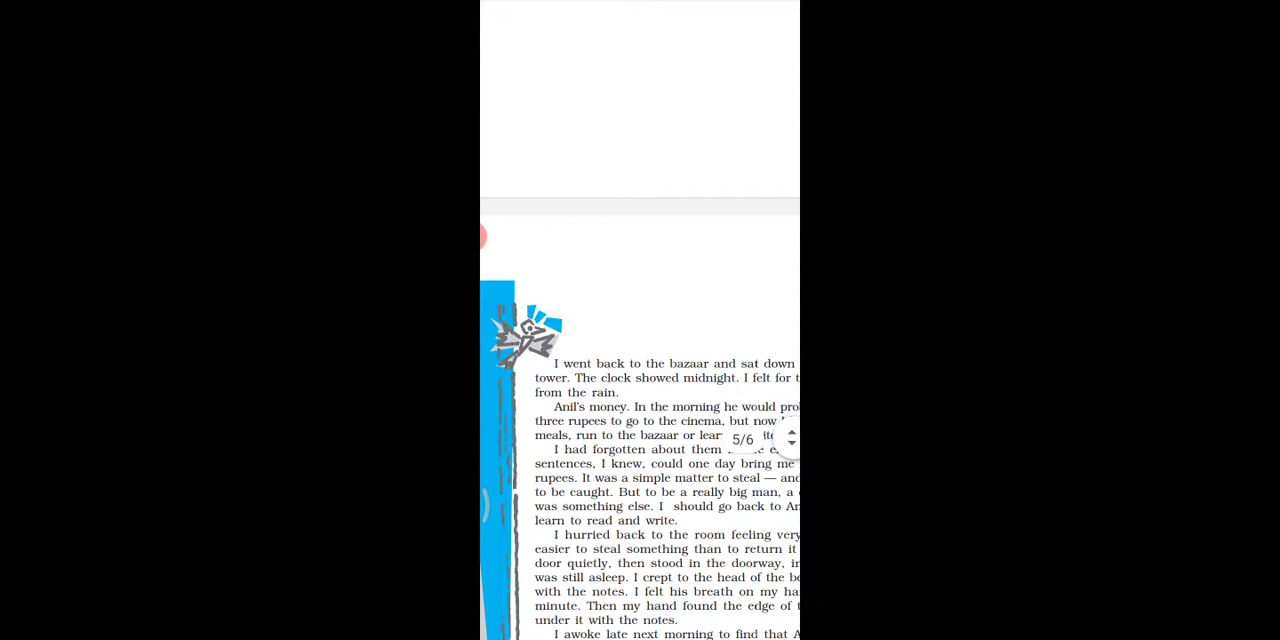 I went back to the bazaar and sat down
tower. The clock showed midnight. I felt for
from the rain.
Anil's money. In the morning he would
three rupees to go to the cinema, but now
meals, run to the bazaar or
I had forgotten about them
sentences, I knew, could one day bring me
rupees. It was a simple matter to steal — and
to be caught. But to be a really big man, a
was something else. I should go back to
learn to read and write.
I hurried back to the room feeling very
easier to steal something than to return it
door quietly, then stood in the doorway,
was still asleep. I crept to the head of the
with the notes. I felt his breath on my
minute. Then my hand found the edge of
under it with the notes.
I awoke late next morning to find that
5/6